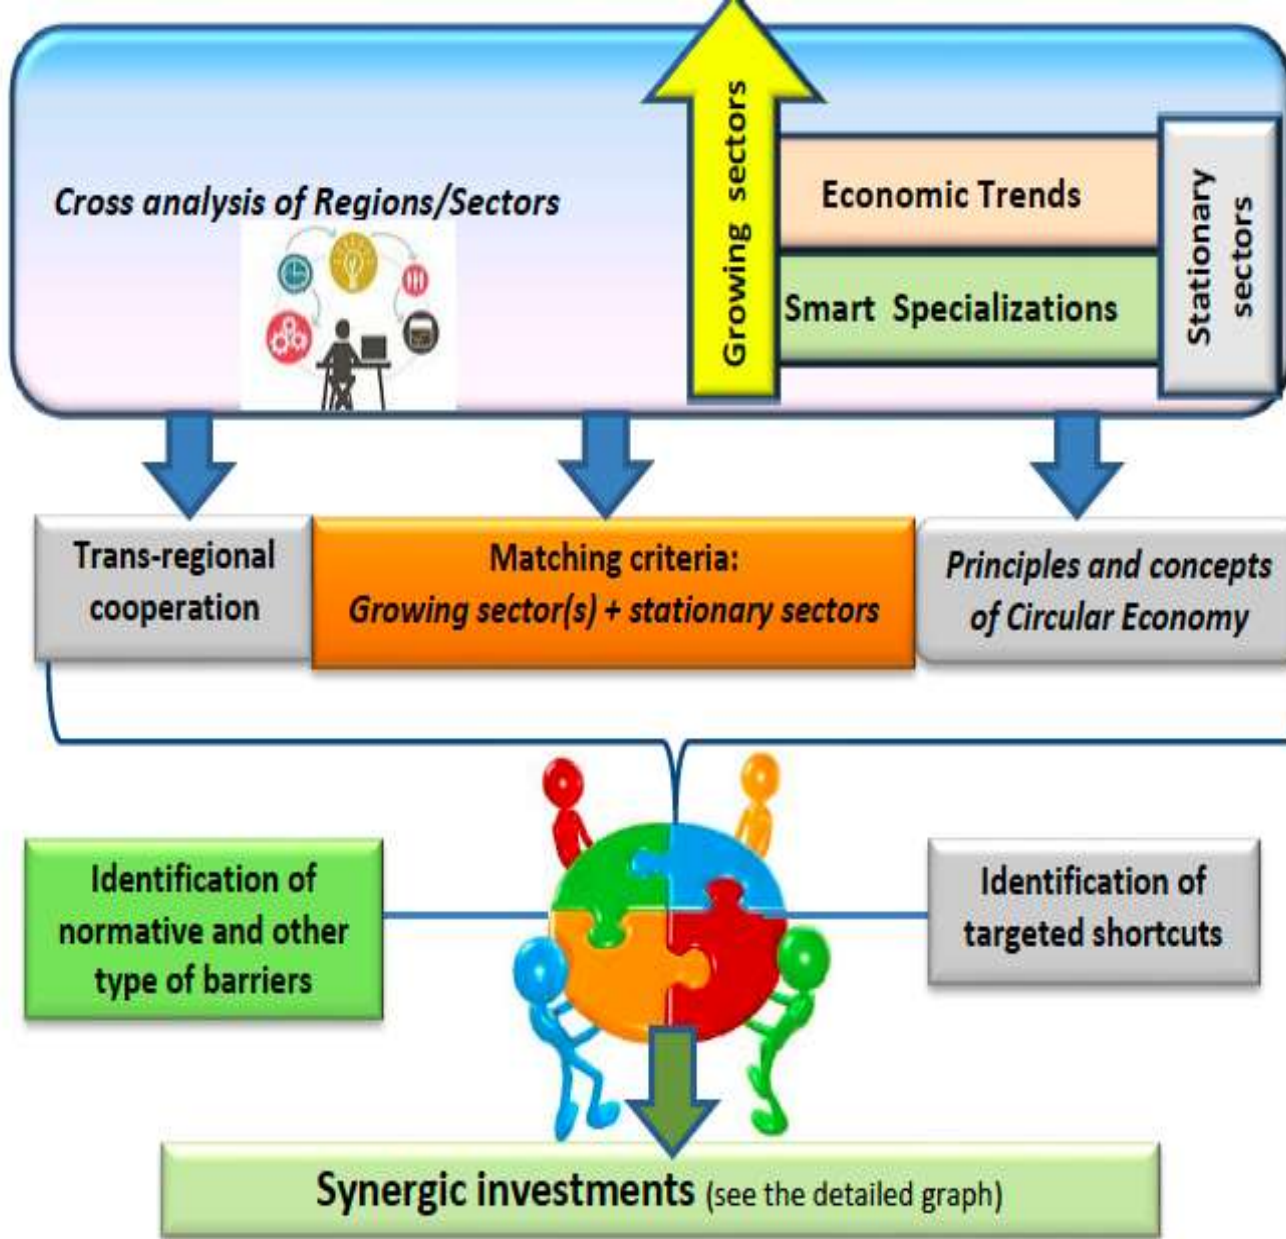 Cross analysis of Regions/Sectors
Growing sectors
Economic Trends
Smart Specializations
Stationary
sectors
Trans-regional
cooperation
Matching criteria:
Growing sector(s) + stationary sectors
Principles and concepts
of Circular Economy
Identification of
normative and other
type of barriers
Identification of
targeted shortcuts
Synergic investments (see the detailed graph)